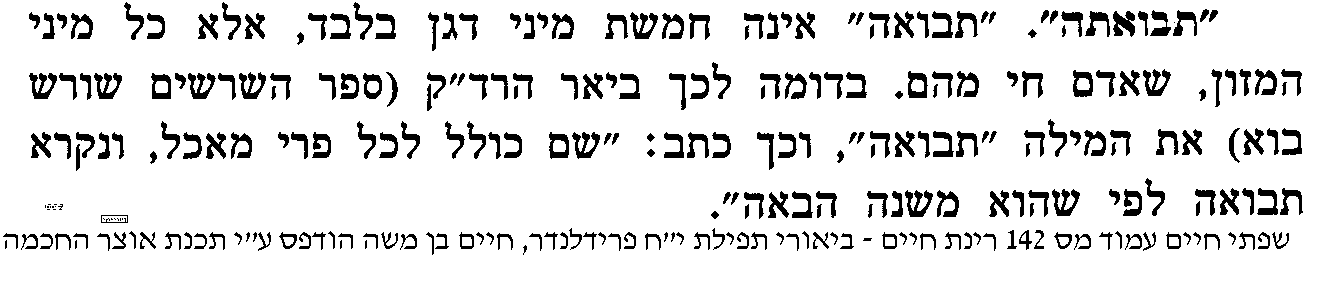 "תבואתה". "תבואה" אינה חמשת מיני דגן בלבד, אלא כל מיני
המזון, שאדם חי מהם. בדומה לכך ביאר הרד"ק (ספר השרשים שורש
בוא) את המילה "תבואה", וכך כתב: "שם כולל לכל פרי מאכל, ונקרא
תבואה לפי שהוא משנה הבאה".
שפתי חיים עמוד מס 142 רינת חיים - ביאורי תפילת י"ח פרידלנדר, חיים בן משה הודפס ע"י תכנת אוצר החכמה